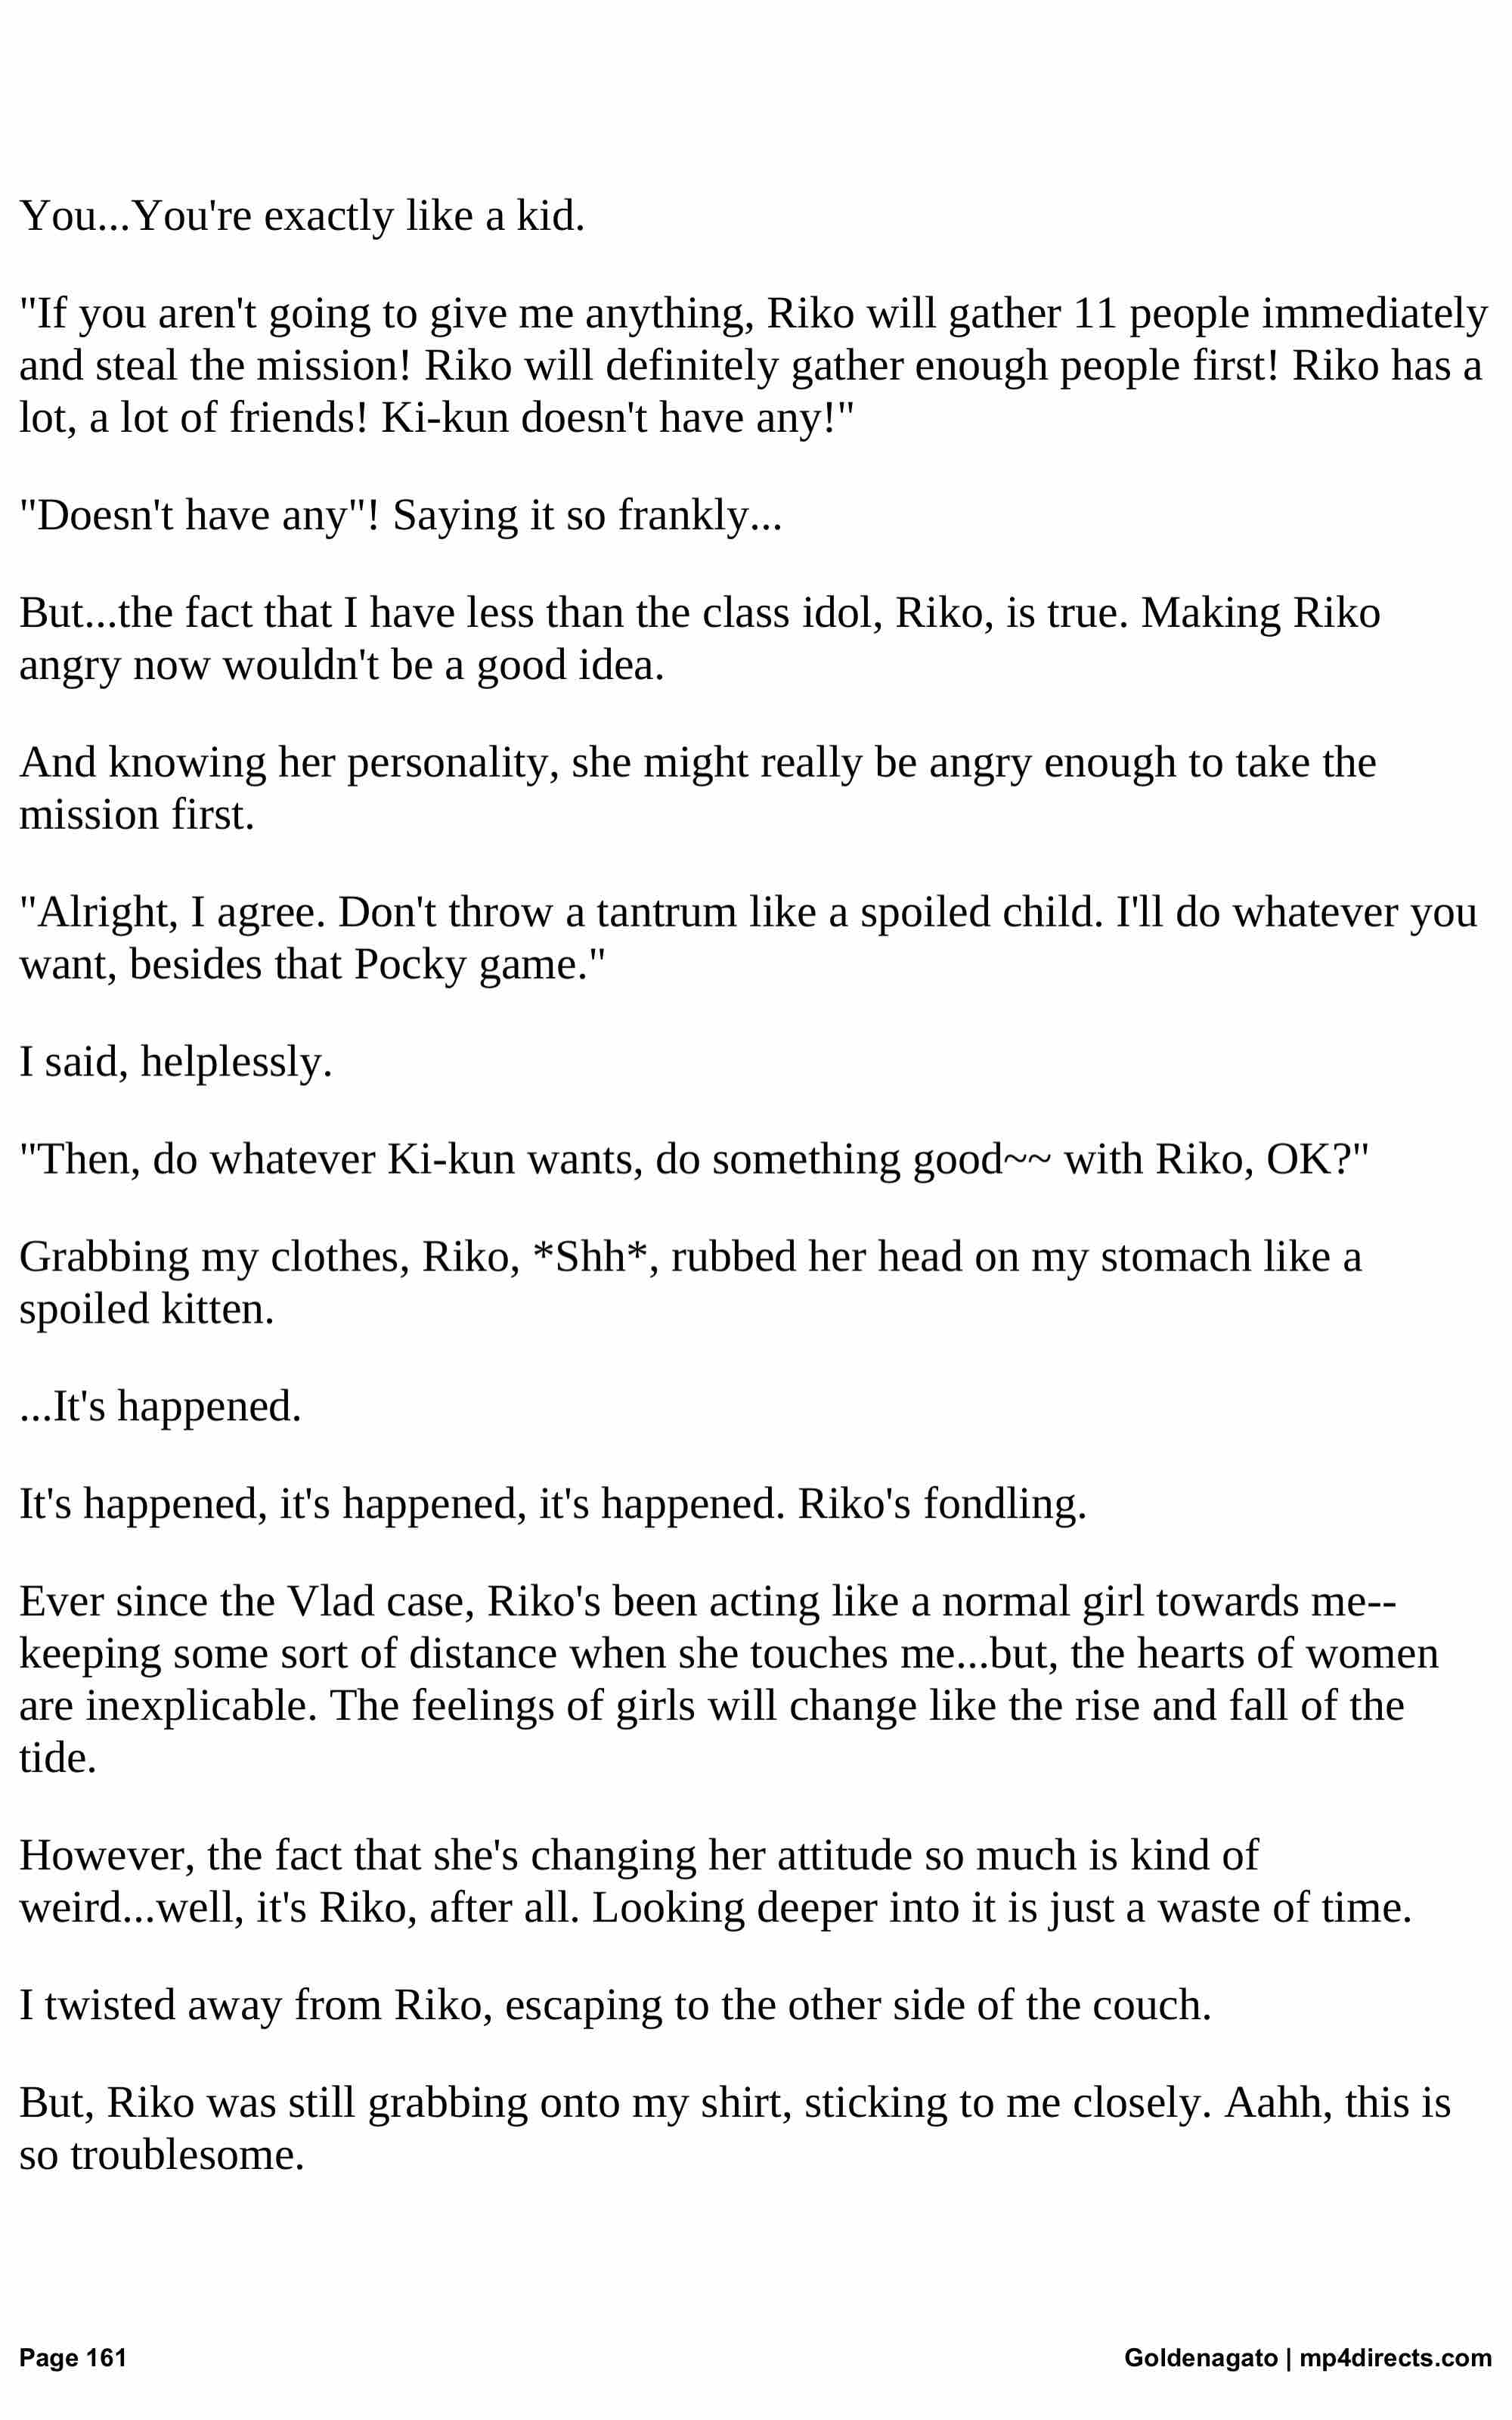 You...You're exactly like a kid.
"If you aren't going to give me anything, Riko will gather 11 people immediately
and steal the mission! Riko will definitely gather enough people first! Riko has a
lot, a lot of friends! Ki-kun doesn't have any!"
"Doesn't have any"! Saying it so frankly...
But...the fact that I have less than the class idol, Riko, is true. Making Riko
angry now wouldn't be a good idea.
And knowing her personality, she might really be angry enough to take the
mission first.
"Alright, I agree. Don't throw a tantrum like a spoiled child. I'll do whatever you
want, besides that Pocky game."
I said, helplessly.
"Then, do whatever Ki-kun wants, do something good~~ with Riko, OK?"
Grabbing my clothes, Riko, *Shh*, rubbed her head on my stomach like a
spoiled kitten.
...It's happened.
It's happened, it's happened, it's happened. Riko's fondling.
Ever since the Vlad case, Riko's been acting like a normal girl towards me--
keeping some sort of distance when she touches me...but, the hearts of women
are inexplicable. The feelings of girls will change like the rise and fall of the
tide.
However, the fact that she's changing her attitude so much is kind of
weird...well, it's Riko, after all. Looking deeper into it is just a waste of time.
I twisted away from Riko, escaping to the other side of the couch.
But, Riko was still grabbing onto my shirt, sticking to me closely. Aahh, this is
so troublesome.
Page 161
Goldenagato | mp4directs.com